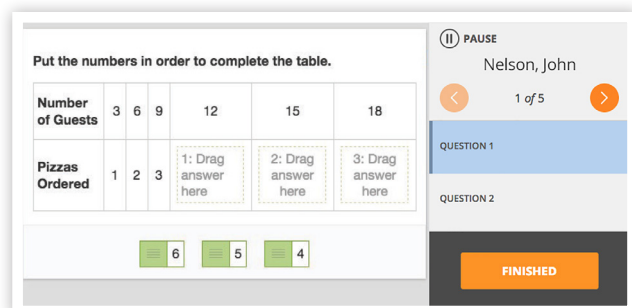 Put the numbers in order to complete the table.
Number of Guests 3 6 9 12 15 18
Pizzas Ordered 1 2 3 1: Drag answer here 2: Drag answer here 3: Drag answer here
6 5 4
PAUSE
Nelson, John
1 of 5
QUESTION 1
QUESTION 2
FINISHED